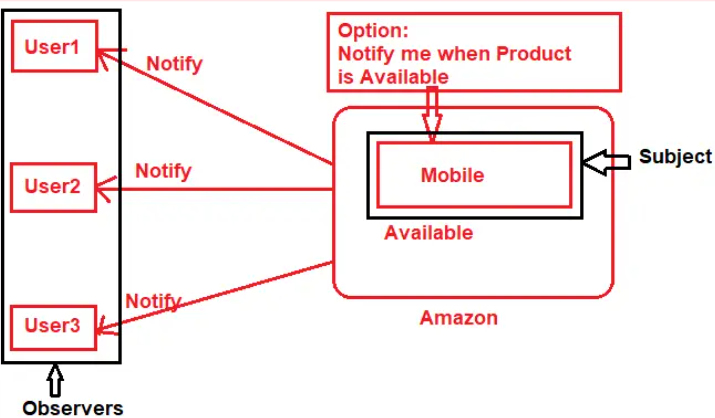 User1
Notify
Option:
Notify me when Product
is Available
User2
Notify
Mobile
Subject
Available
User3
Notify
Amazon
Observers